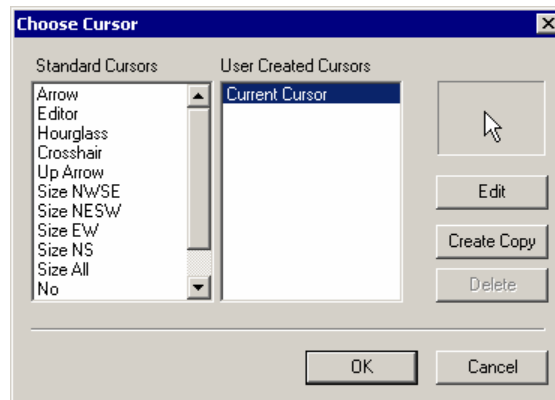 Choose Cursor
Standard Cursors
User Created Cursors
Arrow
Editor
Hourglass
Crosshair
Up Arrow
Size NWSE
Size NESW
Size EW
Size NS
Size All
No
Current Cursor
Edit
Create Copy
Delete
OK
Cancel